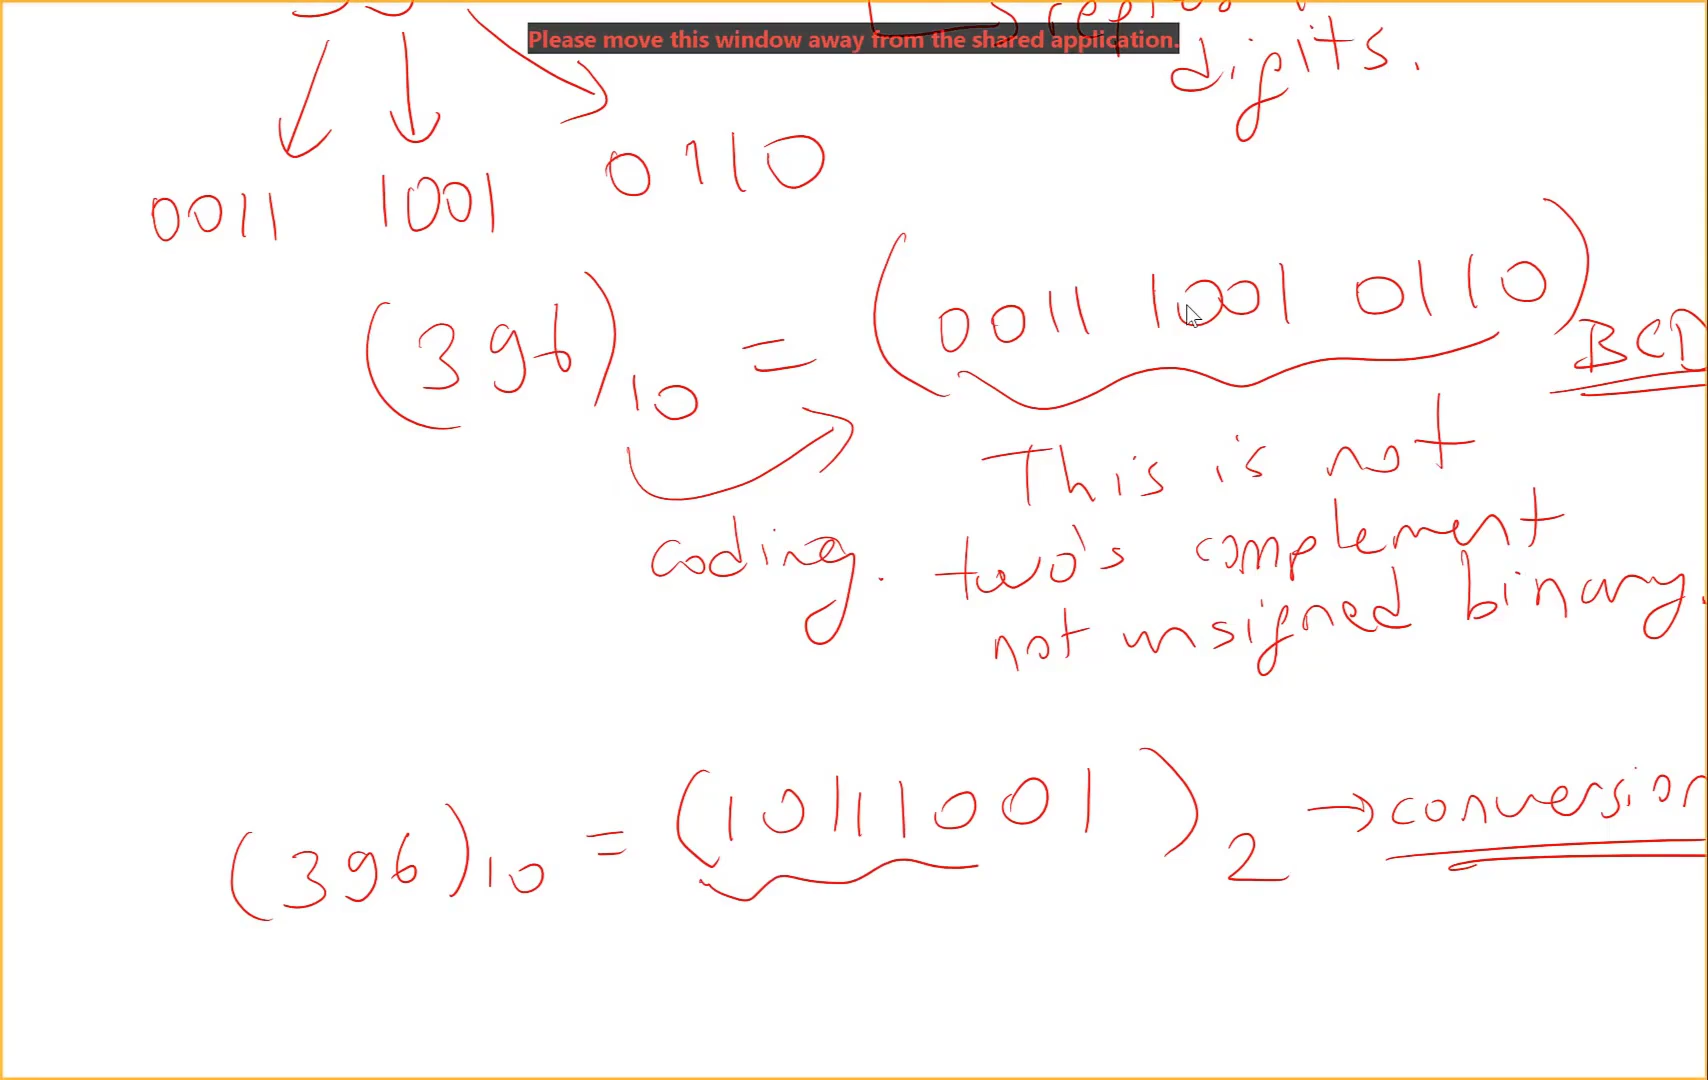 Please move this window away from the shared application.
digits.
0011 1001 0110
(396)10 = (0011 1001 0110)BCD
coding.
This is not
two's complement
not unsigned binary.
(396)10 = (10111001)2 → conversion